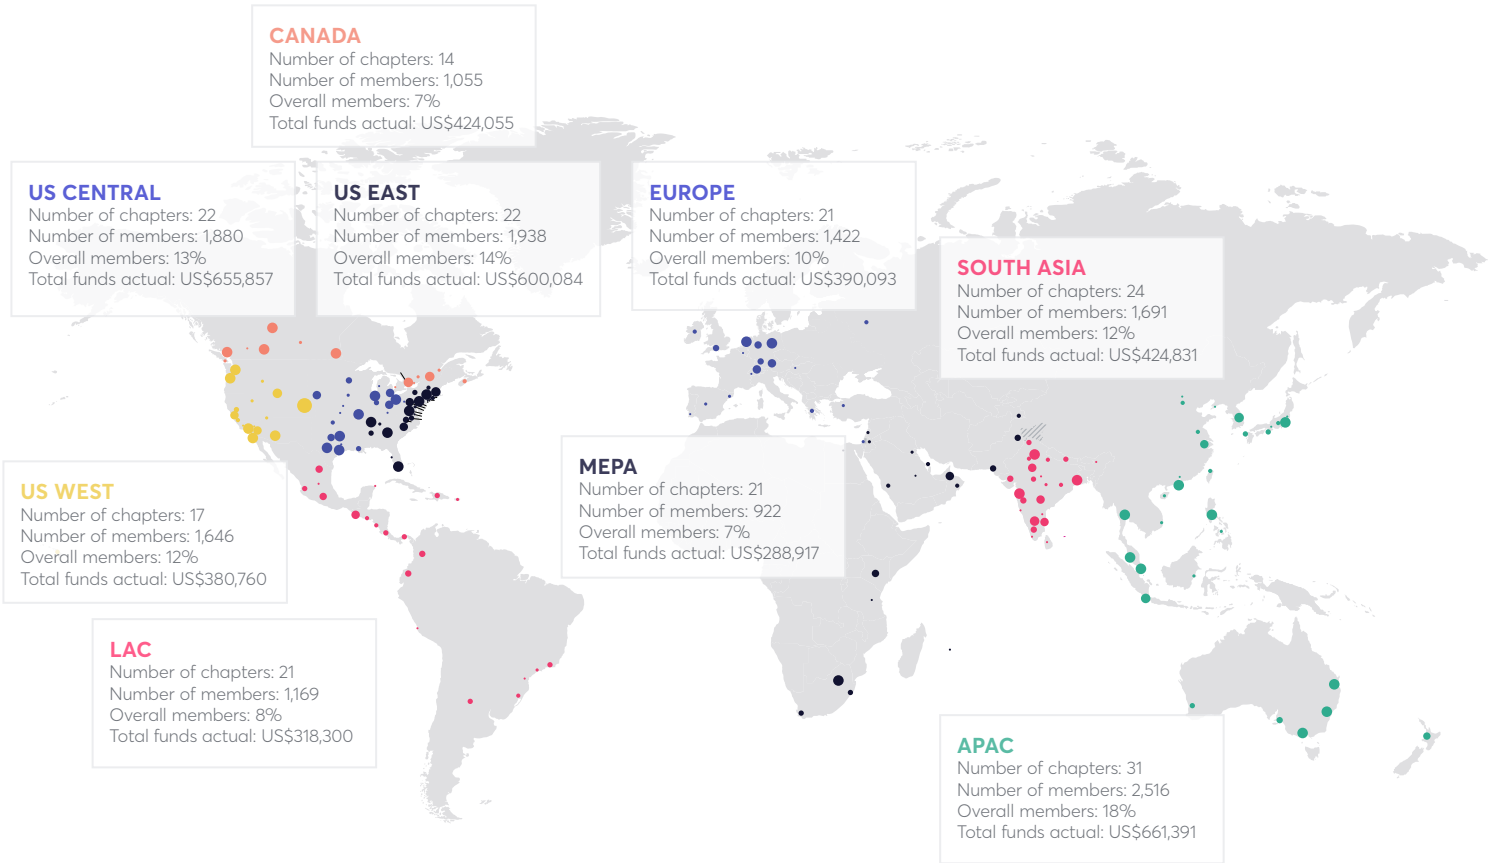 CANADA
Number of chapters: 14
Number of members: 1,055
Overall members: 7%
Total funds actual: US$424,055
US CENTRAL
Number of chapters: 22
Number of members: 1,880
Overall members: 13%
Total funds actual: US$655,857
US EAST
Number of chapters: 22
Number of members: 1,938
Overall members: 14%
Total funds actual: US$600,084
EUROPE
Number of chapters: 21
Number of members: 1,422
Overall members: 10%
Total funds actual: US$390,093
SOUTH ASIA
Number of chapters: 24
Number of members: 1,691
Overall members: 12%
Total funds actual: US$424,831
MEPA
Number of chapters: 21
Number of members: 922
Overall members: 7%
Total funds actual: US$288,917
US WEST
Number of chapters: 17
Number of members: 1,646
Overall members: 12%
Total funds actual: US$380,760
LAC
Number of chapters: 21
Number of members: 1,169
Overall members: 8%
Total funds actual: US$318,300
APAC
Number of chapters: 31
Number of members: 2,516
Overall members: 18%
Total funds actual: US$661,391